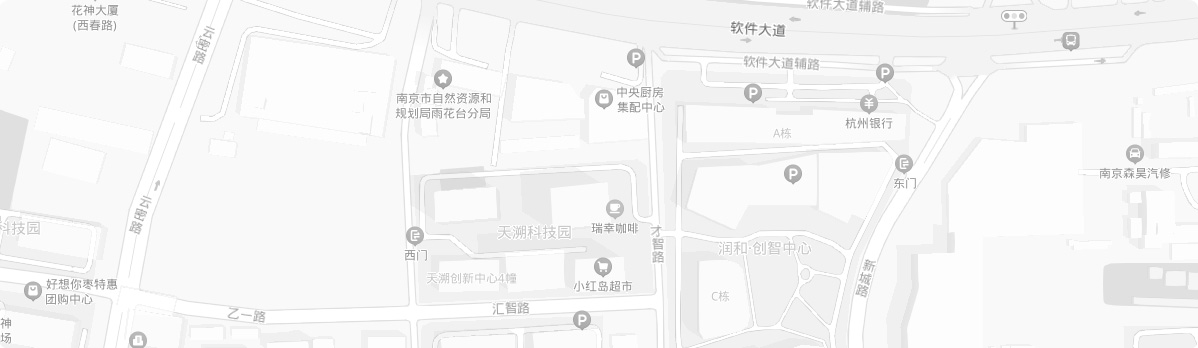 花神大厦
(西春路)
软件大道辅路
软件大道
软件大道辅路
P
P
P
中央厨房
集配中心
南京市自然资源和
规划局雨花台分局
¥
杭州银行
A栋
南京森昊汽修
P
东门
瑞幸咖啡
天溯科技园
才智路
西门
科技园
润和·创智中心
新城路
天溯创新中心4幢
小红岛超市
好想你枣特惠
团购中心
C栋
汇智路
乙一路
P
神
场